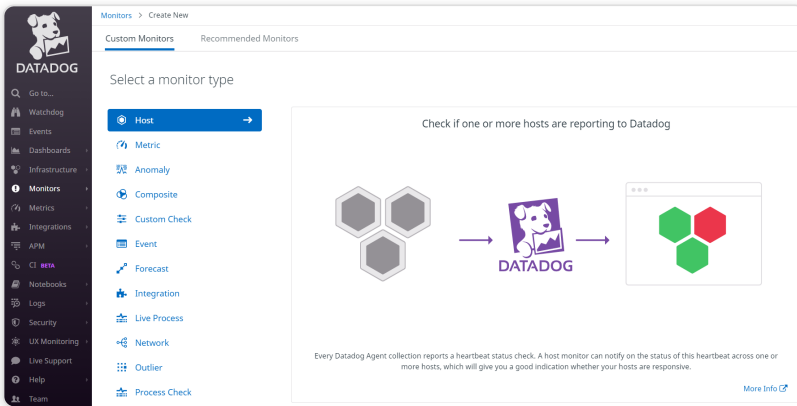 DATADOG
Go to...
Watchdog
Events
Dashboards
Infrastructure
Monitors
Metrics
Integrations
APM
CI BETA
Notebooks
Logs
Security
UX Monitoring
Live Support
Help
Team
Monitors > Create New
Custom Monitors Recommended Monitors
Select a monitor type
Host
Metric
Anomaly
Composite
Custom Check
Event
Forecast
Integration
Live Process
Network
Outlier
Process Check
Check if one or more hosts are reporting to Datadog
DATADOG
Every Datadog Agent collection reports a heartbeat status check. A host monitor can notify on the status of this heartbeat across one or
more hosts, which will give you a good indication whether your hosts are responsive.
More Info